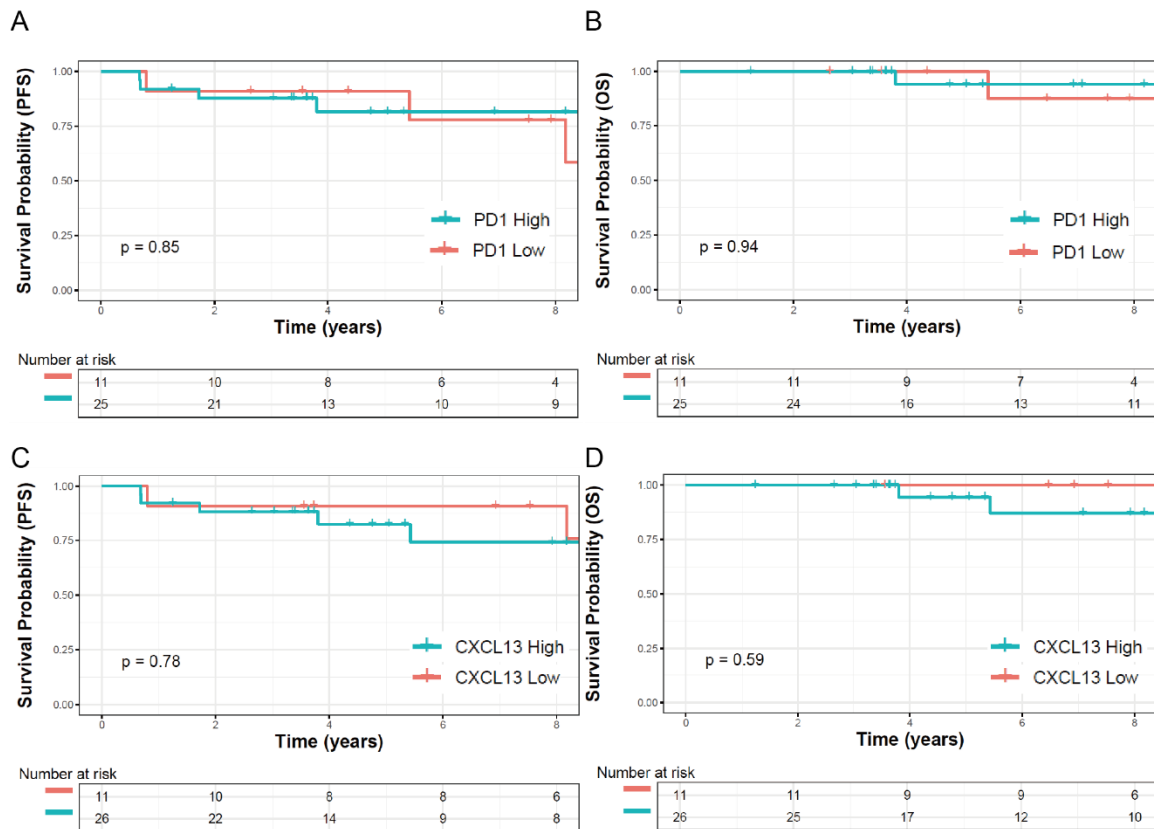 A
Survival Probability (PFS)
1.00
0.75
0.50
0.25
0.00
PD1 High
PD1 Low
p = 0.85
0 2 4 6 8
Time (years)
Number at risk
11 10 8 6 4
25 21 13 10 9
B
Survival Probability (OS)
1.00
0.75
0.50
0.25
0.00
PD1 High
PD1 Low
p = 0.94
0 2 4 6 8
Time (years)
Number at risk
11 11 9 7 4
25 24 16 13 11
C
Survival Probability (PFS)
1.00
0.75
0.50
0.25
0.00
CXCL13 High
CXCL13 Low
p = 0.78
0 2 4 6 8
Time (years)
Number at risk
11 10 8 8 6
26 22 14 9 8
D
Survival Probability (OS)
1.00
0.75
0.50
0.25
0.00
CXCL13 High
CXCL13 Low
p = 0.59
0 2 4 6 8
Time (years)
Number at risk
11 11 9 9 6
26 25 17 12 10